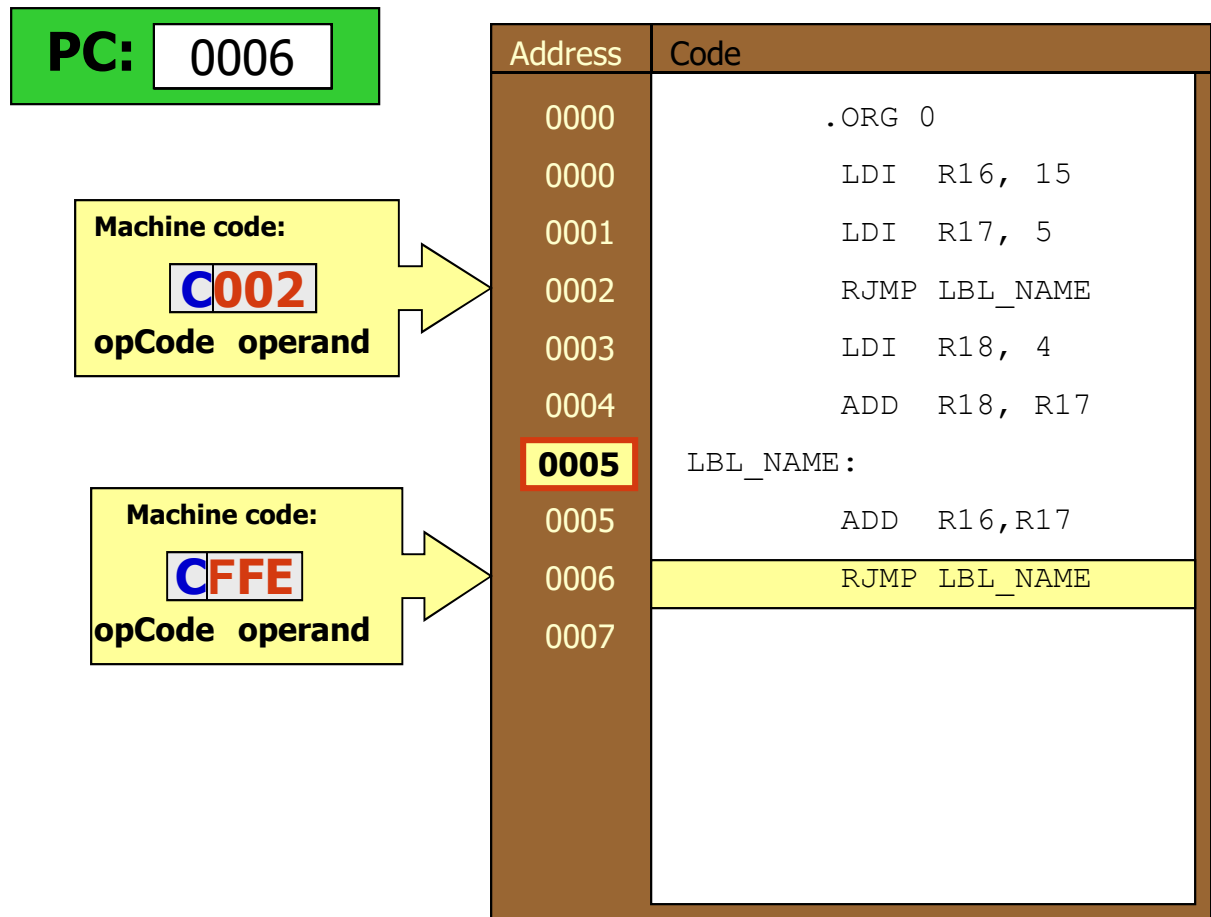 PC: 0006
Machine code:
C002
opCode operand
Machine code:
CFFE
opCode operand
Address Code
0000 .ORG 0
0000 LDI R16, 15
0001 LDI R17, 5
0002 RJMP LBL_NAME
0003 LDI R18, 4
0004 ADD R18, R17
0005 LBL_NAME:
0005 ADD R16,R17
0006 RJMP LBL_NAME
0007